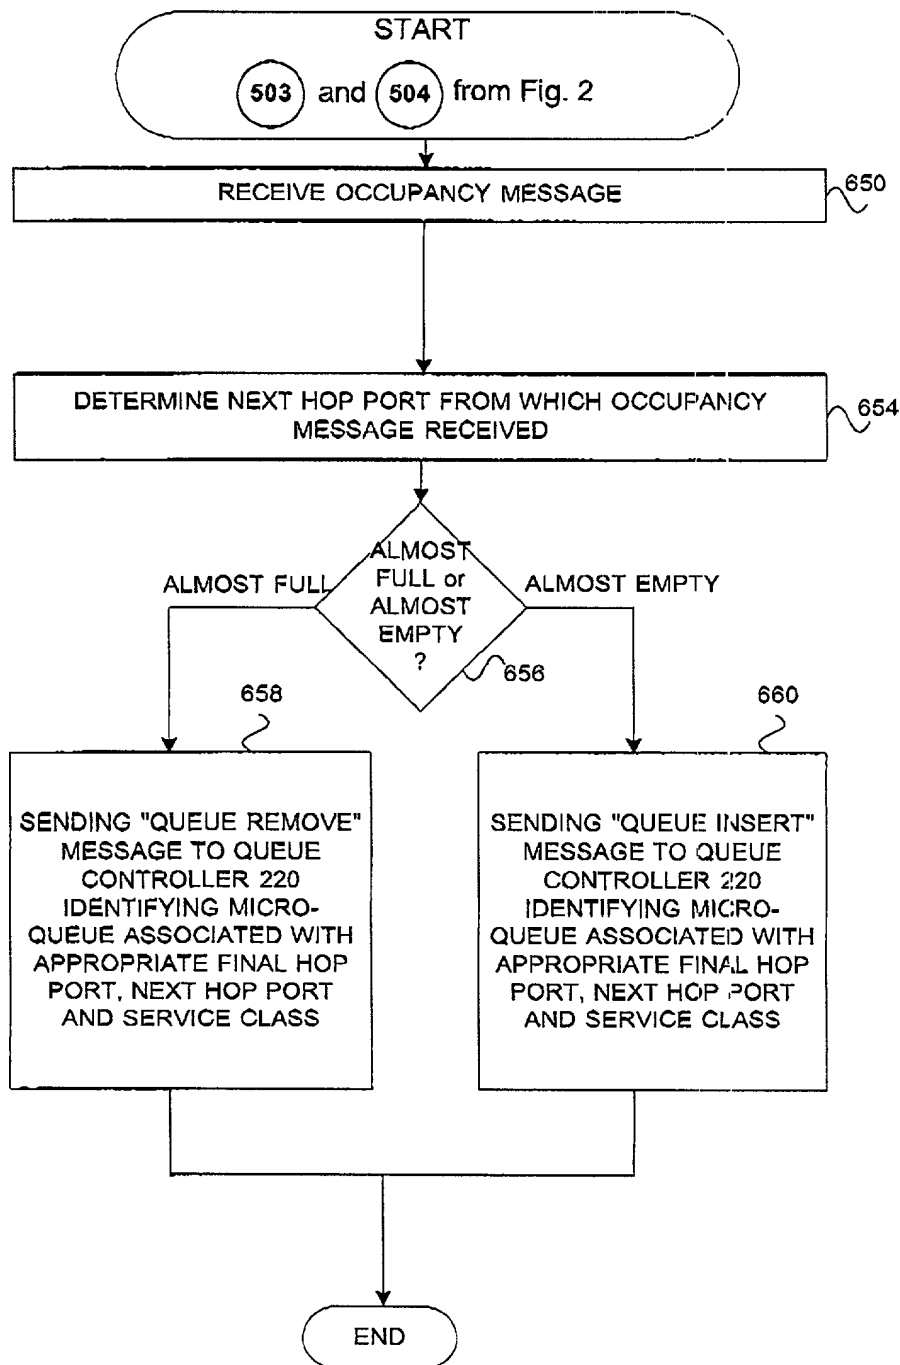 START
503 and 504 from Fig. 2
RECEIVE OCCUPANCY MESSAGE
650
DETERMINE NEXT HOP PORT FROM WHICH OCCUPANCY
MESSAGE RECEIVED
654
ALMOST
FULL or
ALMOST
EMPTY
?
ALMOST FULL
ALMOST EMPTY
656
658
660
SENDING "QUEUE REMOVE"
MESSAGE TO QUEUE
CONTROLLER 220
IDENTIFYING MICRO-
QUEUE ASSOCIATED WITH
APPROPRIATE FINAL HOP
PORT, NEXT HOP PORT
AND SERVICE CLASS
SENDING "QUEUE INSERT"
MESSAGE TO QUEUE
CONTROLLER 220
IDENTIFYING MICRO-
QUEUE ASSOCIATED WITH
APPROPRIATE FINAL HOP
PORT, NEXT HOP PORT
AND SERVICE CLASS
END